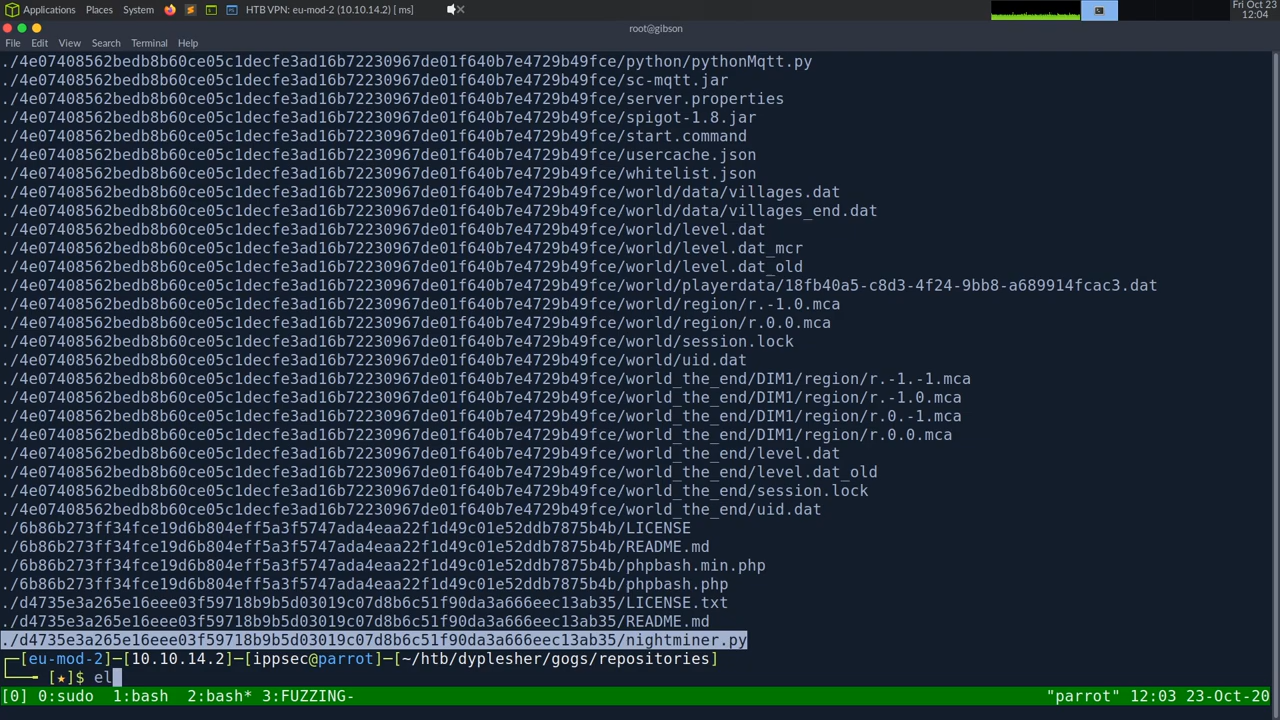 Applications Places System HTB VPN: eu-mod-2 (10.10.14.2) [ ms] Fri Oct 23
12:04
root@gibson
File Edit View Search Terminal Help
./4e07408562bedb8b60ce05c1decfe3ad16b72230967de01f640b7e4729b49fce/python/pythonMqtt.py
./4e07408562bedb8b60ce05c1decfe3ad16b72230967de01f640b7e4729b49fce/sc-mqtt.jar
./4e07408562bedb8b60ce05c1decfe3ad16b72230967de01f640b7e4729b49fce/server.properties
./4e07408562bedb8b60ce05c1decfe3ad16b72230967de01f640b7e4729b49fce/spigot-1.8.jar
./4e07408562bedb8b60ce05c1decfe3ad16b72230967de01f640b7e4729b49fce/start.command
./4e07408562bedb8b60ce05c1decfe3ad16b72230967de01f640b7e4729b49fce/usercache.json
./4e07408562bedb8b60ce05c1decfe3ad16b72230967de01f640b7e4729b49fce/whitelist.json
./4e07408562bedb8b60ce05c1decfe3ad16b72230967de01f640b7e4729b49fce/world/data/villages.dat
./4e07408562bedb8b60ce05c1decfe3ad16b72230967de01f640b7e4729b49fce/world/data/villages_end.dat
./4e07408562bedb8b60ce05c1decfe3ad16b72230967de01f640b7e4729b49fce/world/level.dat
./4e07408562bedb8b60ce05c1decfe3ad16b72230967de01f640b7e4729b49fce/world/level.dat_mcr
./4e07408562bedb8b60ce05c1decfe3ad16b72230967de01f640b7e4729b49fce/world/level.dat_old
./4e07408562bedb8b60ce05c1decfe3ad16b72230967de01f640b7e4729b49fce/world/playerdata/18fb40a5-c8d3-4f24-9bb8-a689914fcac3.dat
./4e07408562bedb8b60ce05c1decfe3ad16b72230967de01f640b7e4729b49fce/world/region/r.-1.0.mca
./4e07408562bedb8b60ce05c1decfe3ad16b72230967de01f640b7e4729b49fce/world/region/r.0.0.mca
./4e07408562bedb8b60ce05c1decfe3ad16b72230967de01f640b7e4729b49fce/world/session.lock
./4e07408562bedb8b60ce05c1decfe3ad16b72230967de01f640b7e4729b49fce/world/uid.dat
./4e07408562bedb8b60ce05c1decfe3ad16b72230967de01f640b7e4729b49fce/world_the_end/DIM1/region/r.-1.-1.mca
./4e07408562bedb8b60ce05c1decfe3ad16b72230967de01f640b7e4729b49fce/world_the_end/DIM1/region/r.-1.0.mca
./4e07408562bedb8b60ce05c1decfe3ad16b72230967de01f640b7e4729b49fce/world_the_end/DIM1/region/r.0.-1.mca
./4e07408562bedb8b60ce05c1decfe3ad16b72230967de01f640b7e4729b49fce/world_the_end/DIM1/region/r.0.0.mca
./4e07408562bedb8b60ce05c1decfe3ad16b72230967de01f640b7e4729b49fce/world_the_end/level.dat
./4e07408562bedb8b60ce05c1decfe3ad16b72230967de01f640b7e4729b49fce/world_the_end/level.dat_old
./4e07408562bedb8b60ce05c1decfe3ad16b72230967de01f640b7e4729b49fce/world_the_end/session.lock
./4e07408562bedb8b60ce05c1decfe3ad16b72230967de01f640b7e4729b49fce/world_the_end/uid.dat
./6b86b273ff34fce19d6b804eff5a3f5747ada4eaa22f1d49c01e52ddb7875b4b/LICENSE
./6b86b273ff34fce19d6b804eff5a3f5747ada4eaa22f1d49c01e52ddb7875b4b/README.md
./6b86b273ff34fce19d6b804eff5a3f5747ada4eaa22f1d49c01e52ddb7875b4b/phpbash.min.php
./6b86b273ff34fce19d6b804eff5a3f5747ada4eaa22f1d49c01e52ddb7875b4b/phpbash.php
./d4735e3a265e16eee03f59718b9b5d03019c07d8b6c51f90da3a666eec13ab35/LICENSE.txt
./d4735e3a265e16eee03f59718b9b5d03019c07d8b6c51f90da3a666eec13ab35/README.md
./d4735e3a265e16eee03f59718b9b5d03019c07d8b6c51f90da3a666eec13ab35/nightminer.py
┌─[eu-mod-2]─[10.10.14.2]─[ippsec@parrot]─[~/htb/dyplesher/gogs/repositories]
└──╼ [★]$ el
[0] 0:sudo 1:bash 2:bash* 3:FUZZING- "parrot" 12:03 23-Oct-20